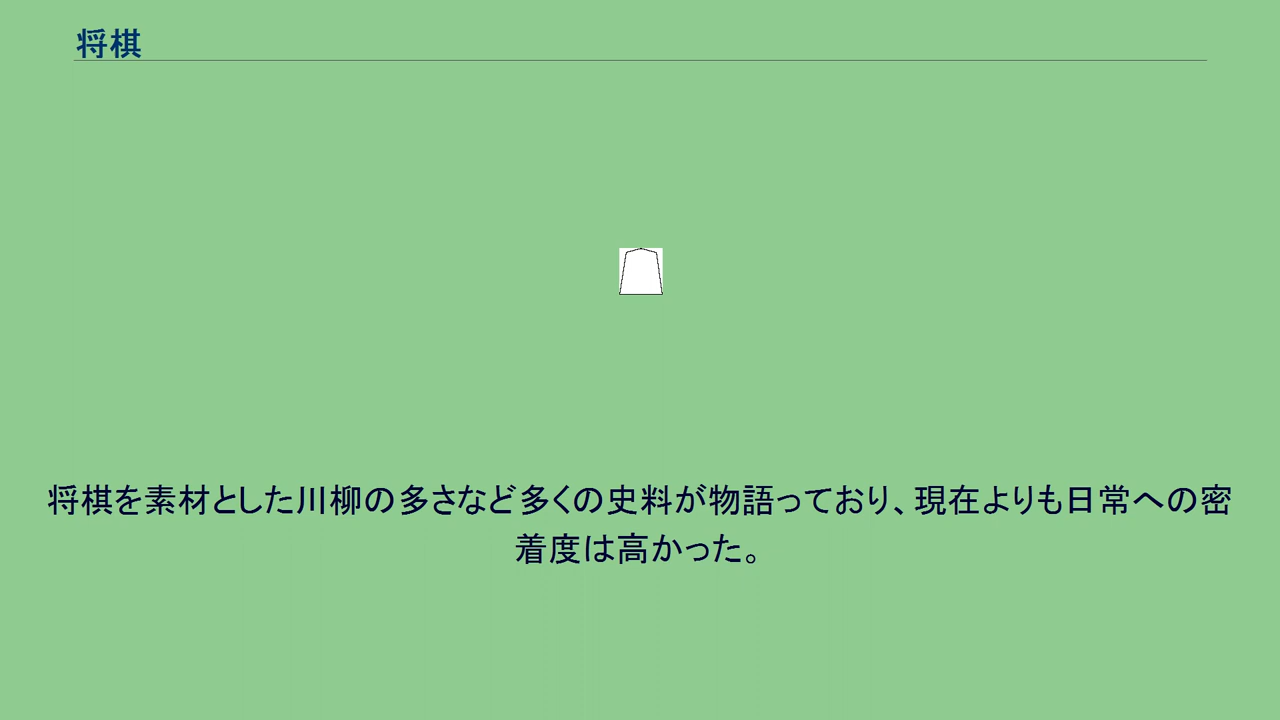 将棋
将棋を素材とした川柳の多さなど多くの史料が物語っており、現在よりも日常への密
着度は高かった。